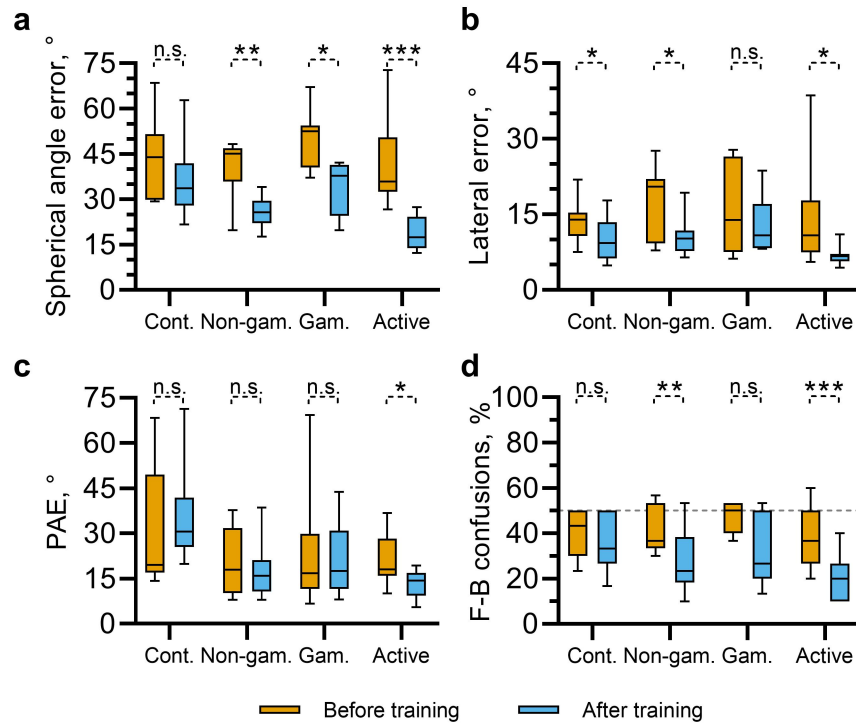 a
Spherical angle error, °
75
60
45
30
15
0
n.s.
**
*
***
Cont.
Non-gam.
Gam.
Active
b
Lateral error, °
45
30
15
0
*
*
n.s.
*
Cont.
Non-gam.
Gam.
Active
c
PAE, °
75
60
45
30
15
0
n.s.
n.s.
n.s.
*
Cont.
Non-gam.
Gam.
Active
d
F-B confusions, %
100
80
60
40
20
0
n.s.
**
n.s.
***
Cont.
Non-gam.
Gam.
Active
Before training
After training